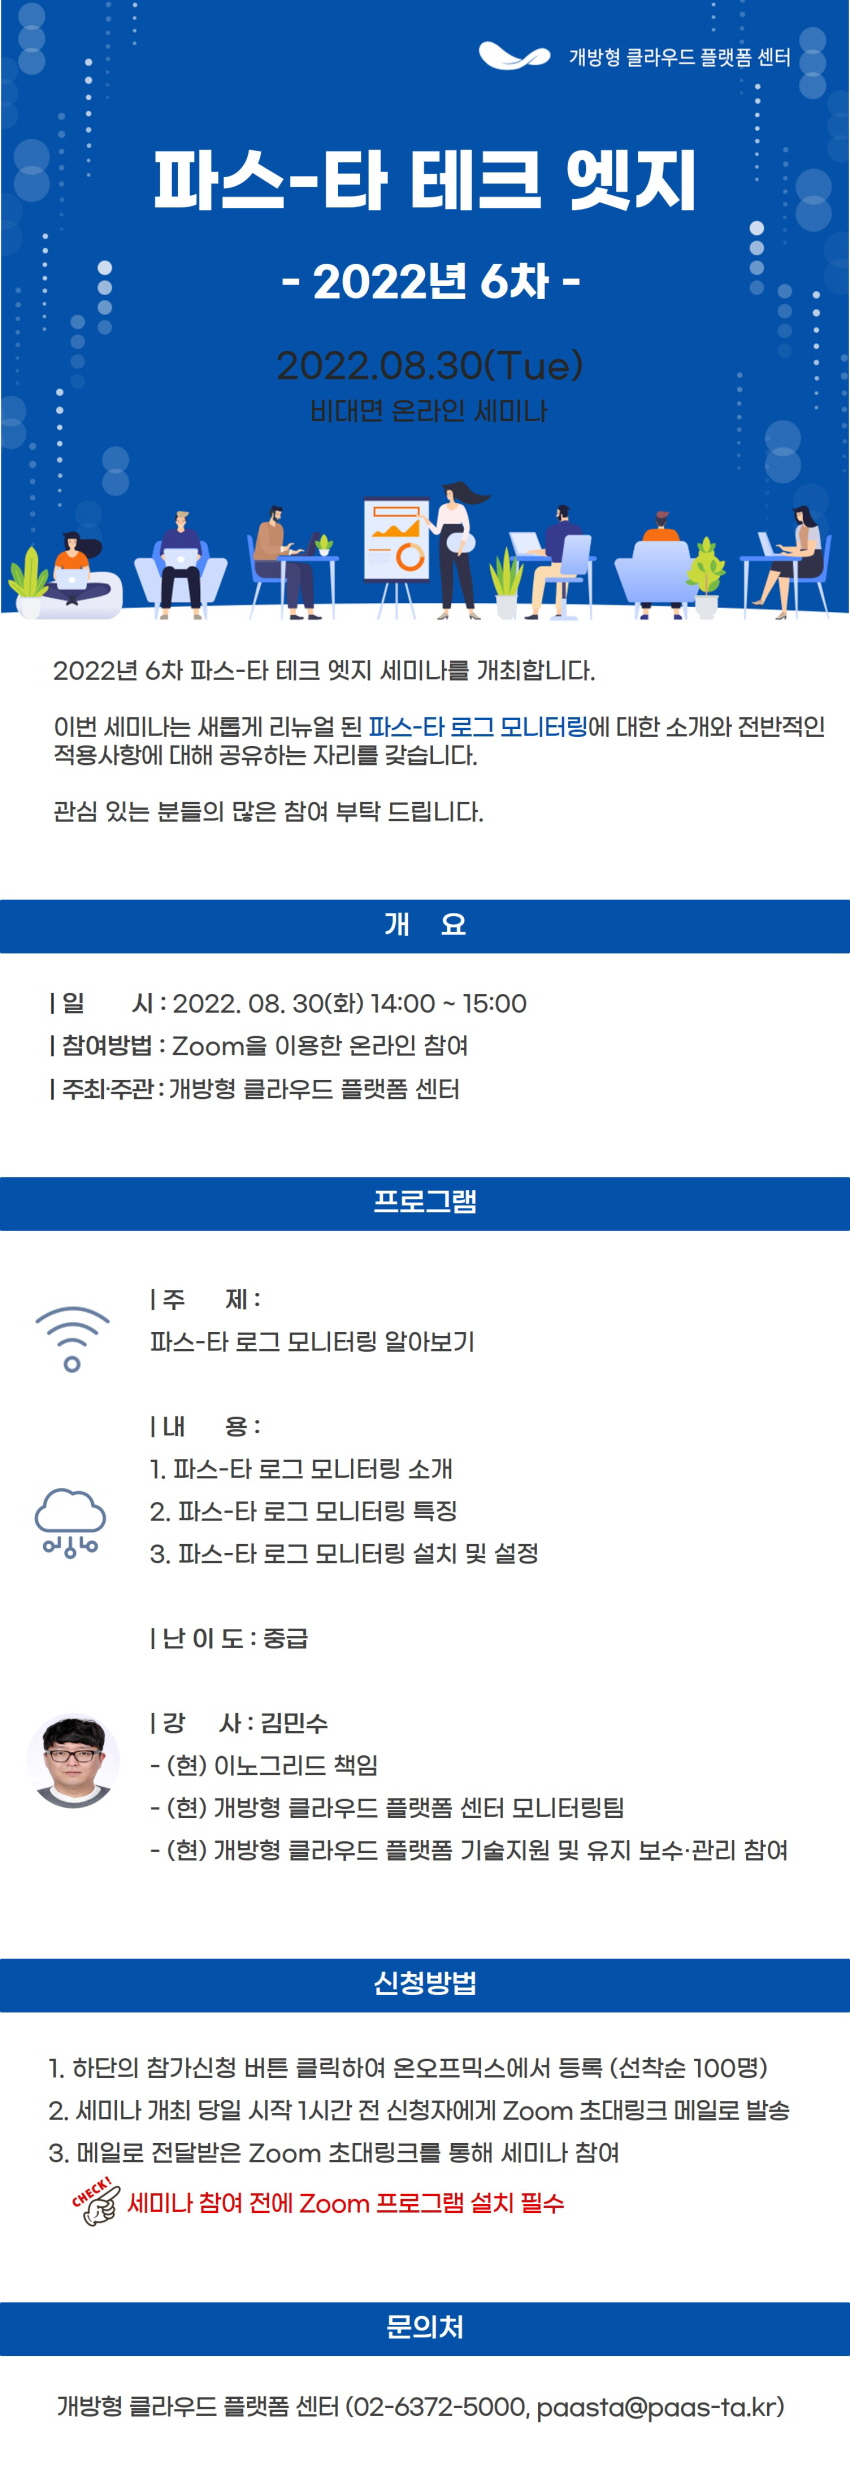 개방형 클라우드 플랫폼 센터
파스-타 테크 엣지
- 2022년 6차 -
2022.08.30(Tue)
비대면 온라인 세미나
2022년 6차 파스-타 테크 엣지 세미나를 개최합니다.
이번 세미나는 새롭게 리뉴얼 된 파스-타 로그 모니터링에 대한 소개와 전반적인
적용사항에 대해 공유하는 자리를 갖습니다.
관심 있는 분들의 많은 참여 부탁 드립니다.
개 요
| 일 시 : 2022. 08. 30(화) 14:00 ~ 15:00
| 참여방법 : Zoom을 이용한 온라인 참여
| 주최·주관 : 개방형 클라우드 플랫폼 센터
프로그램
| 주 제 :
파스-타 로그 모니터링 알아보기
| 내 용 :
1. 파스-타 로그 모니터링 소개
2. 파스-타 로그 모니터링 특징
3. 파스-타 로그 모니터링 설치 및 설정
| 난 이 도 : 중급
| 강 사 : 김민수
- (현) 이노그리드 책임
- (현) 개방형 클라우드 플랫폼 센터 모니터링팀
- (현) 개방형 클라우드 플랫폼 기술지원 및 유지 보수·관리 참여
신청방법
1. 하단의 참가신청 버튼 클릭하여 온오프믹스에서 등록 (선착순 100명)
2. 세미나 개최 당일 시작 1시간 전 신청자에게 Zoom 초대링크 메일로 발송
3. 메일로 전달받은 Zoom 초대링크를 통해 세미나 참여
CHECK!
세미나 참여 전에 Zoom 프로그램 설치 필수
문의처
개방형 클라우드 플랫폼 센터 (02-6372-5000, paasta@paas-ta.kr)